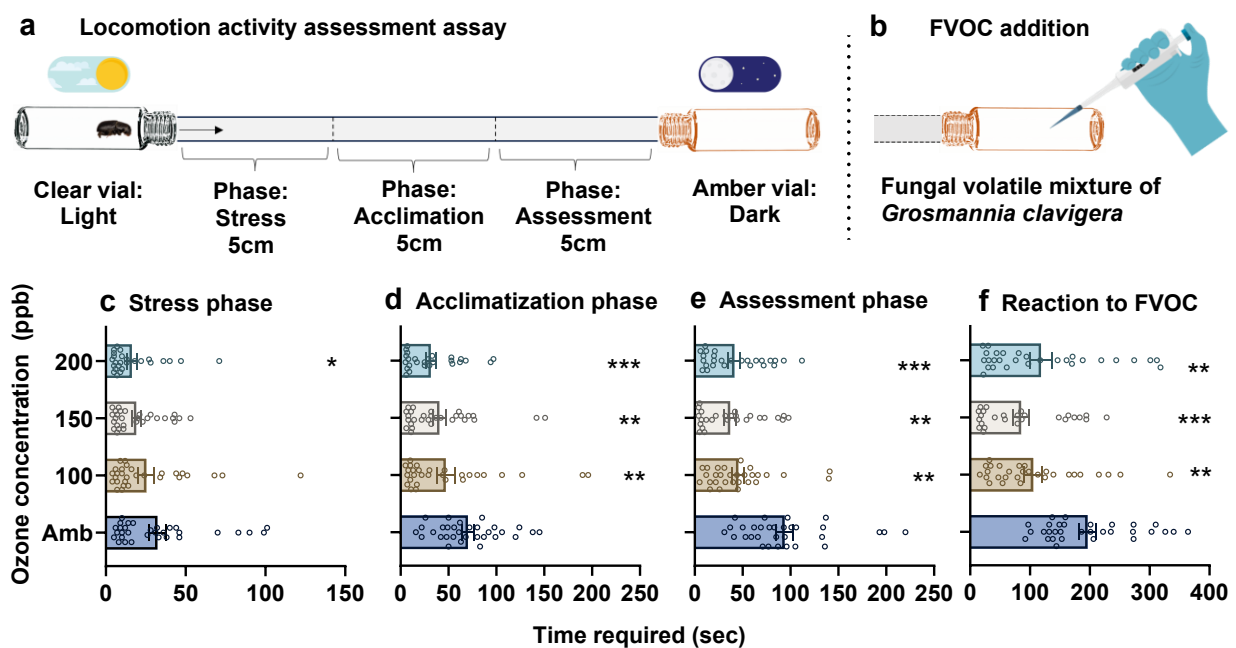 a Locomotion activity assessment assay
b FVOC addition
Clear vial:
Light
Phase:
Stress
5cm
Phase:
Acclimation
5cm
Phase:
Assessment
5cm
Amber vial:
Dark
Fungal volatile mixture of
Grosmannia clavigera
Ozone concentration (ppb)
c Stress phase
d Acclimatization phase
e Assessment phase
f Reaction to FVOC
200
*
***
***
**
150
**
**
***
100
**
**
**
Amb
0 50 100 150
0 50 100 150 200 250
0 50 100 150 200 250
0 100 200 300 400
Time required (sec)